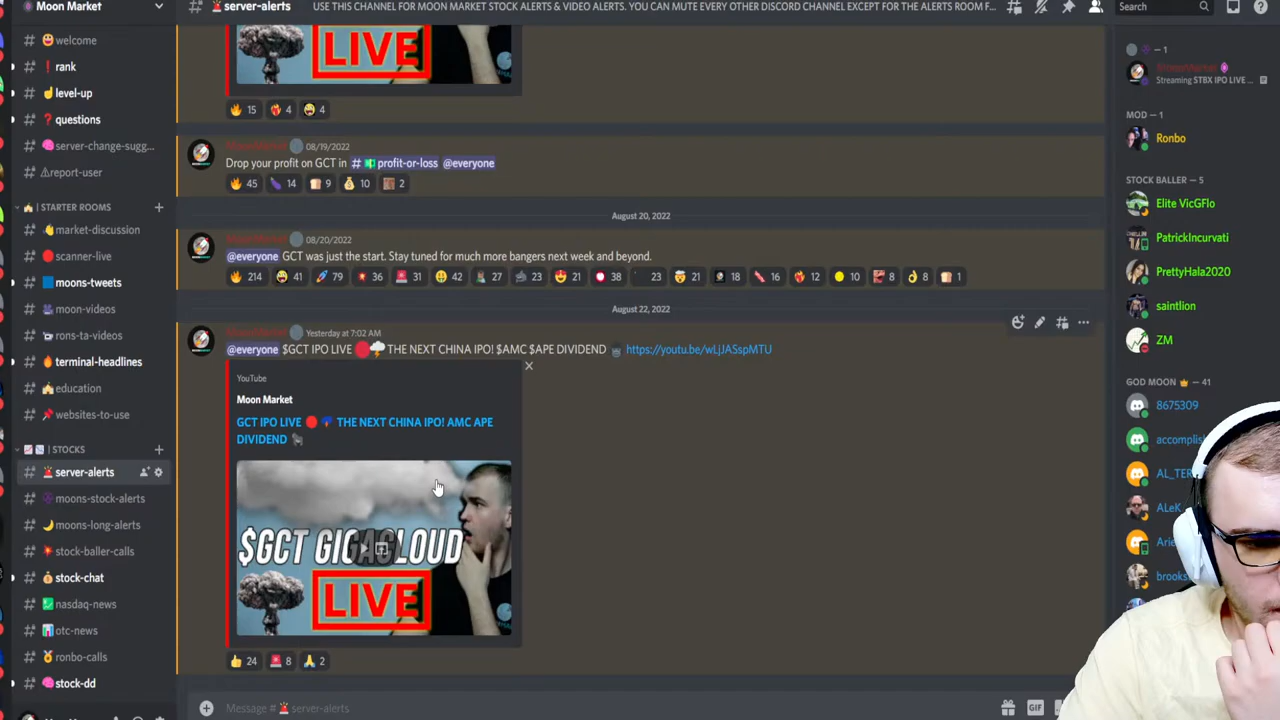 Moon Market
server-alerts
USE THIS CHANNEL FOR MOON MARKET STOCK ALERTS & VIDEO ALERTS. YOU CAN MUTE EVERY OTHER DISCORD CHANNEL EXCEPT FOR THE ALERTS ROOM F...
Search
welcome
rank
level-up
questions
server-change-sugg...
report-user
STARTER ROOMS
market-discussion
scanner-live
moons-tweets
moon-videos
rons-ta-videos
terminal-headlines
education
websites-to-use
STOCKS
server-alerts
moons-stock-alerts
moons-long-alerts
stock-baller-calls
stock-chat
nasdaq-news
otc-news
ronbo-calls
stock-dd
LIVE
15 4 4
08/19/2022
Drop your profit on GCT in # profit-or-loss @everyone
45 14 9 10 2
August 20, 2022
08/20/2022
@everyone GCT was just the start. Stay tuned for much more bangers next week and beyond.
214 41 79 36 31 42 27 23 21 38 23 21 18 16 12 10 8 8 1
August 22, 2022
Yesterday at 7:02 AM
@everyone $GCT IPO LIVE THE NEXT CHINA IPO! $AMC $APE DIVIDEND https://youtu.be/wLjJASspMTU
YouTube
Moon Market
GCT IPO LIVE THE NEXT CHINA IPO! AMC APE
DIVIDEND
$GCT GIGACLOUD
LIVE
24 8 2
Message # server-alerts
GIF
— 1
Streaming STBX IPO LIVE ...
MOD — 1
Ronbo
STOCK BALLER — 5
Elite VicGFlo
PatrickIncurvati
PrettyHala2020
saintlion
ZM
GOD MOON — 41
8675309
accomplis
AL_TER
ALeK
Arie
brooks